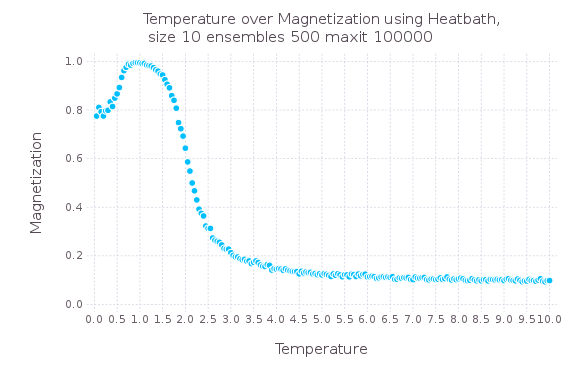 Temperature over Magnetization using Heatbath,
size 10 ensembles 500 maxit 100000
Magnetization
1.0
0.8
0.6
0.4
0.2
0.0
0.0 0.5 1.0 1.5 2.0 2.5 3.0 3.5 4.0 4.5 5.0 5.5 6.0 6.5 7.0 7.5 8.0 8.5 9.0 9.5 10.0
Temperature